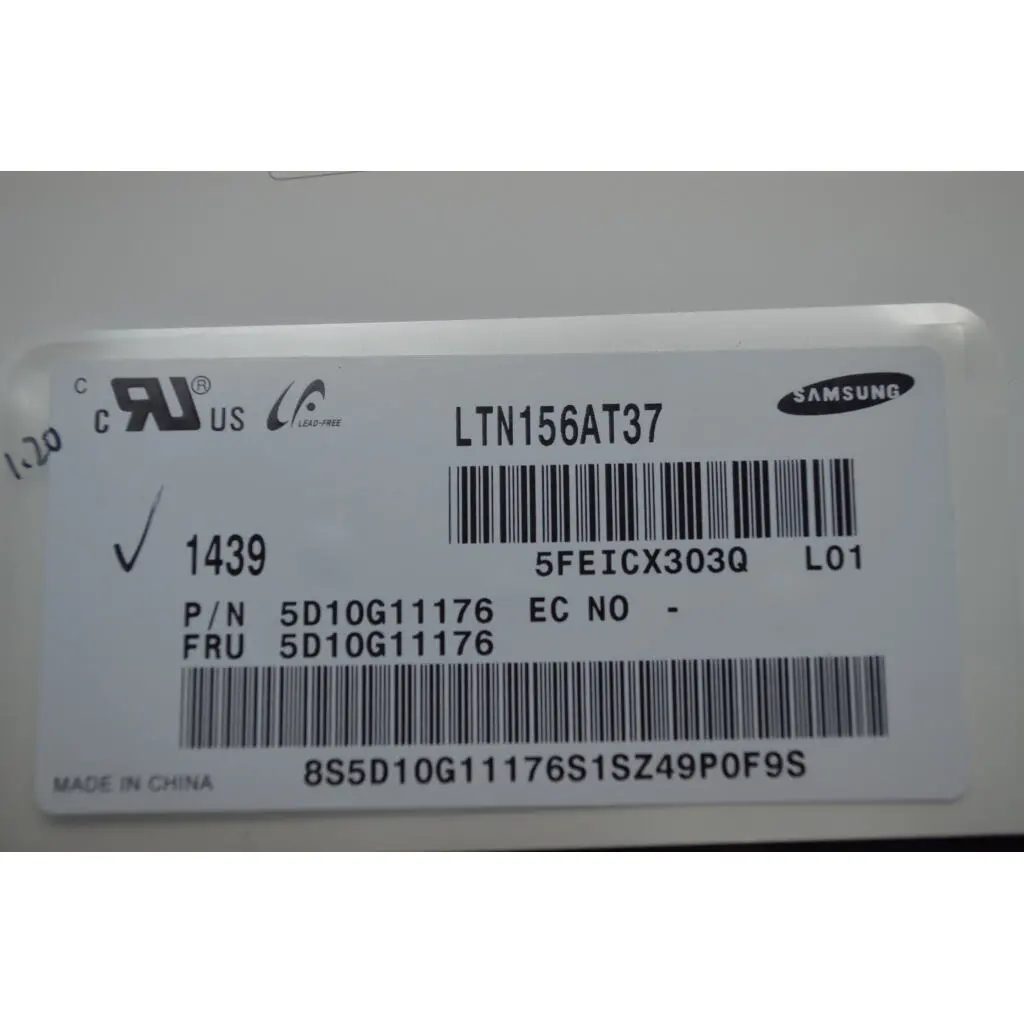 C
C RU® US
LEAD-FREE
LTN156AT37
SAMSUNG
1.20
1439
5FEICX303Q L01
P/N 5D10G11176 EC NO -
FRU 5D10G11176
8S5D10G11176S1SZ49P0F9S
MADE IN CHINA